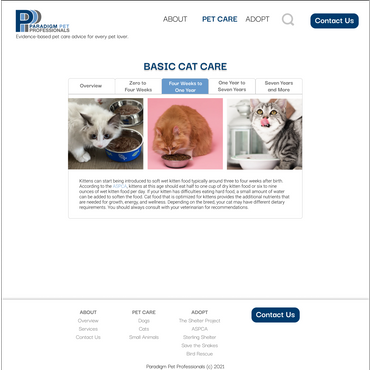 PARADIGM PET
PROFESSIONALS
Evidence-based pet care advice for every pet lover.
ABOUT PET CARE ADOPT Contact Us
BASIC CAT CARE
Overview
Zero to
Four Weeks
Four Weeks to
One Year
One Year to
Seven Years
Seven Years
and More
Kittens can start being introduced to soft wet kitten food typically around three to four weeks after birth.
According to the ASPCA, kittens at this age should eat half to one cup of dry kitten food or six to nine
ounces of wet kitten food per day. If your kitten has difficulties eating hard food, a small amount of water
can be added to soften the food. Cat food that is optimized for kittens provides the additional nutrients that
are needed for growth, energy, and wellness. Depending on the breed, your cat may have different dietary
requirements. You should always consult with your veterinarian for recommendations.
ABOUT
Overview
Services
Contact Us
PET CARE
Dogs
Cats
Small Animals
ADOPT
The Shelter Project
ASPCA
Sterling Shelter
Save the Shakes
Bird Rescue
Contact Us
Paradigm Pet Professionals (c) 2021